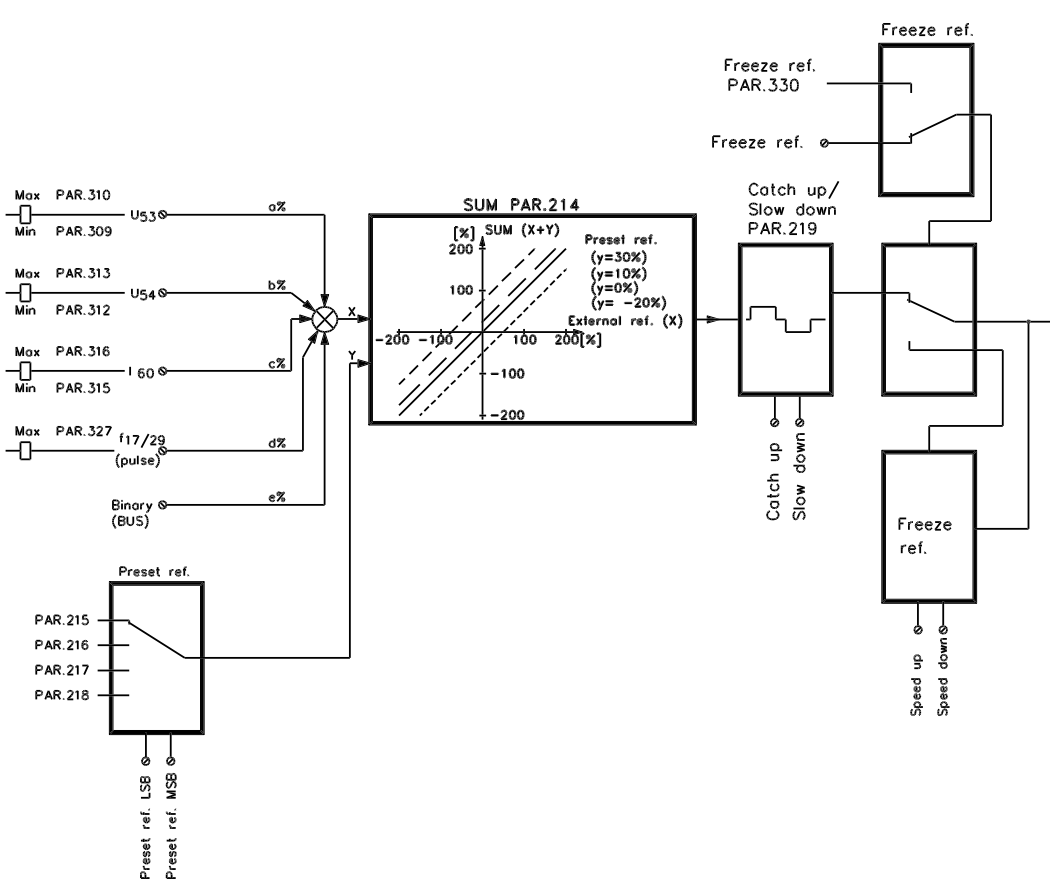 Freeze ref.
Freeze ref.
PAR.330
Freeze ref.
Max PAR.310
U53
a%
Min PAR.309
Max PAR.313
U54
b%
Min PAR.312
Max PAR.316
I 60
c%
Min PAR.315
Max PAR.327
f17/29
(pulse)
d%
Binary
(BUS)
e%
X
Y
SUM PAR.214
[%]
SUM (X+Y)
200
100
-200 -100
100 200[%]
-100
-200
Preset ref.
(y=30%)
(y=10%)
(y=0%)
(y= -20%)
External ref. (X)
Catch up/
Slow down
PAR.219
Catch up
Slow down
Freeze
ref.
Speed up
Speed down
Preset ref.
PAR.215
PAR.216
PAR.217
PAR.218
Preset ref. LSB
Preset ref. MSB